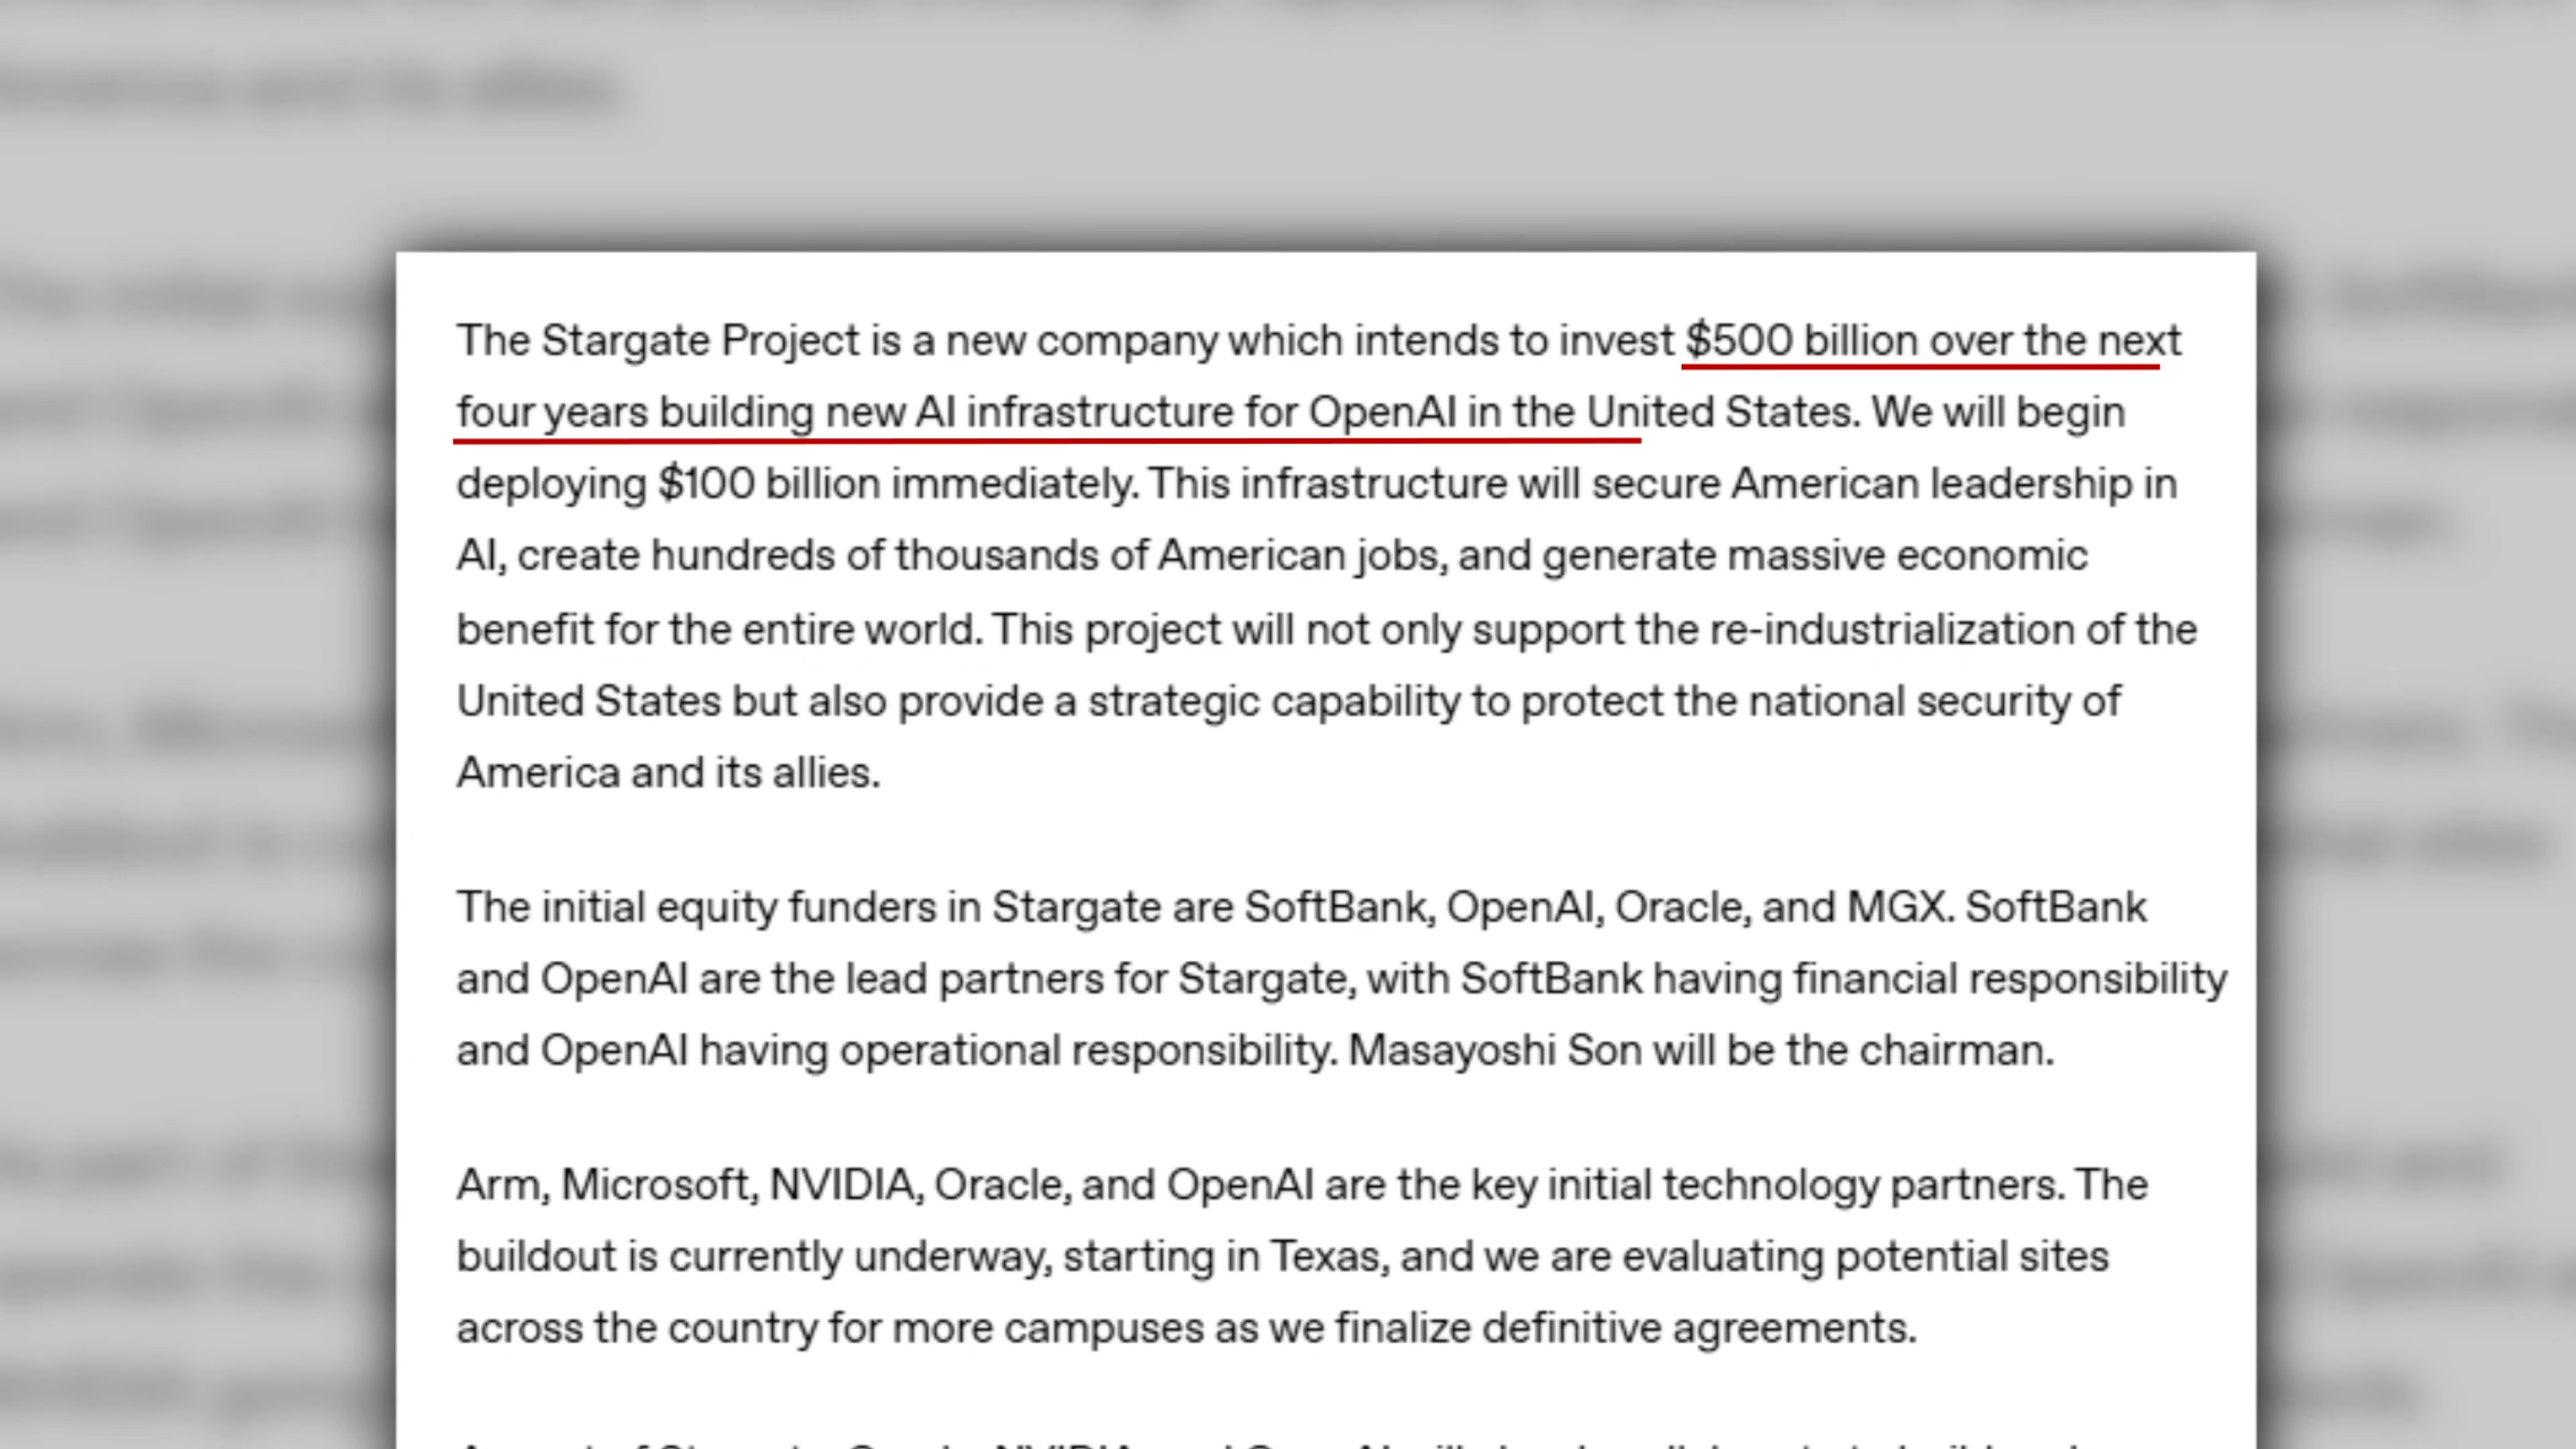 The Stargate Project is a new company which intends to invest $500 billion over the next
four years building new AI infrastructure for OpenAI in the United States. We will begin
deploying $100 billion immediately. This infrastructure will secure American leadership in
AI, create hundreds of thousands of American jobs, and generate massive economic
benefit for the entire world. This project will not only support the re-industrialization of the
United States but also provide a strategic capability to protect the national security of
America and its allies.
The initial equity funders in Stargate are SoftBank, OpenAI, Oracle, and MGX. SoftBank
and OpenAI are the lead partners for Stargate, with SoftBank having financial responsibility
and OpenAI having operational responsibility. Masayoshi Son will be the chairman.
Arm, Microsoft, NVIDIA, Oracle, and OpenAI are the key initial technology partners. The
buildout is currently underway, starting in Texas, and we are evaluating potential sites
across the country for more campuses as we finalize definitive agreements.